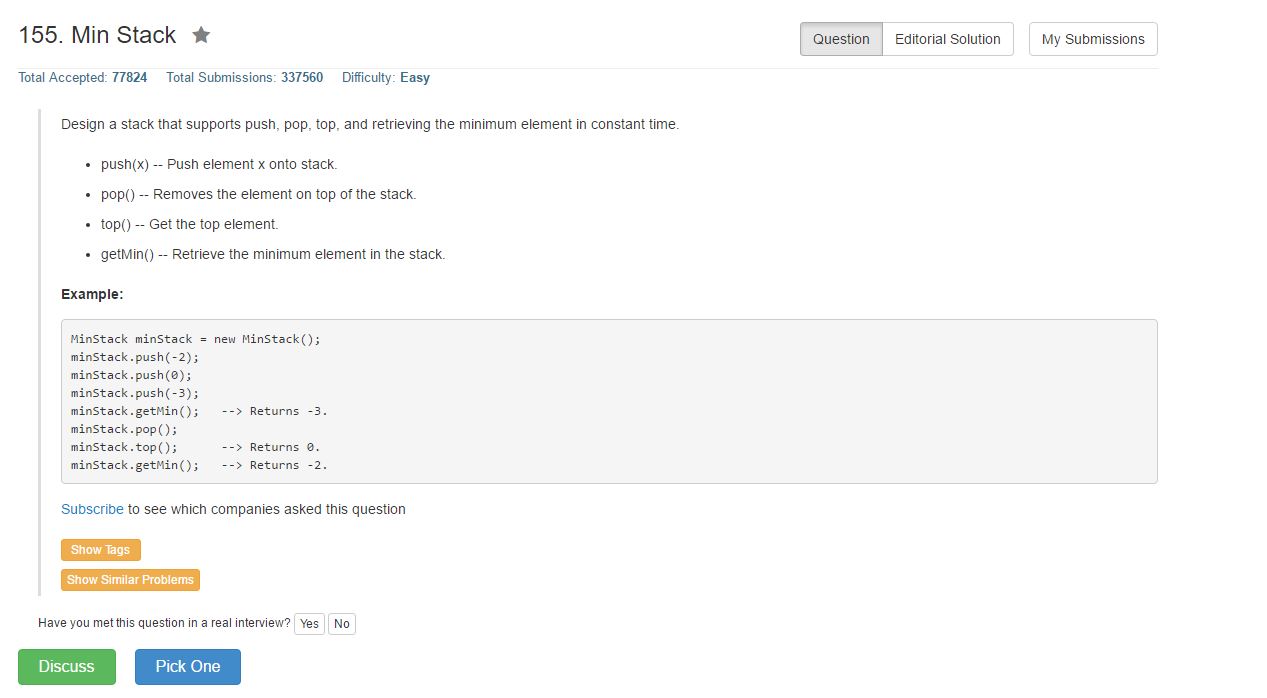 155. Min Stack
Question Editorial Solution My Submissions
Total Accepted: 77824 Total Submissions: 337560 Difficulty: Easy
Design a stack that supports push, pop, top, and retrieving the minimum element in constant time.
• push(x) -- Push element x onto stack.
• pop() -- Removes the element on top of the stack.
• top() -- Get the top element.
• getMin() -- Retrieve the minimum element in the stack.
Example:
MinStack minStack = new MinStack();
minStack.push(-2);
minStack.push(0);
minStack.push(-3);
minStack.getMin();   --> Returns -3.
minStack.pop();
minStack.top();      --> Returns 0.
minStack.getMin();   --> Returns -2.
Subscribe to see which companies asked this question
Show Tags
Show Similar Problems
Have you met this question in a real interview? Yes No
Discuss Pick One